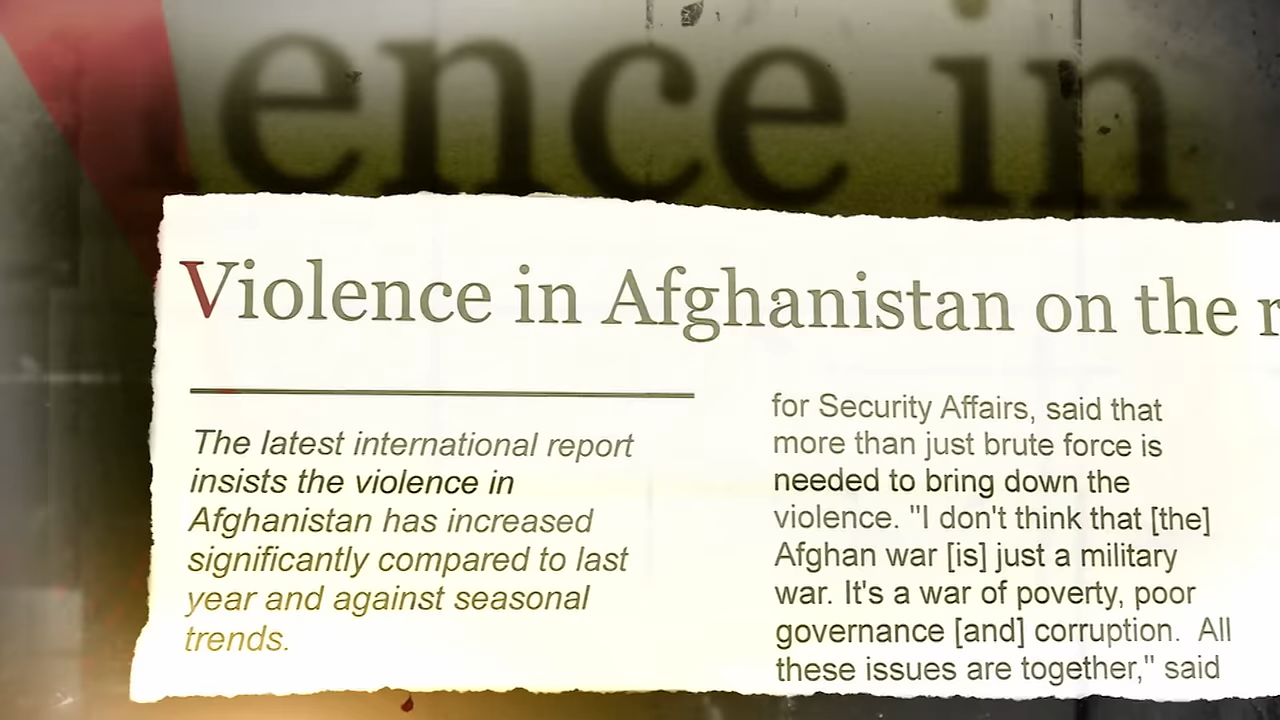 ence in
Violence in Afghanistan on the
The latest international report
insists the violence in
Afghanistan has increased
significantly compared to last
year and against seasonal
trends.
for Security Affairs, said that
more than just brute force is
needed to bring down the
violence. "I don't think that [the]
Afghan war [is] just a military
war. It's a war of poverty, poor
governance [and] corruption.  All
these issues are together," said